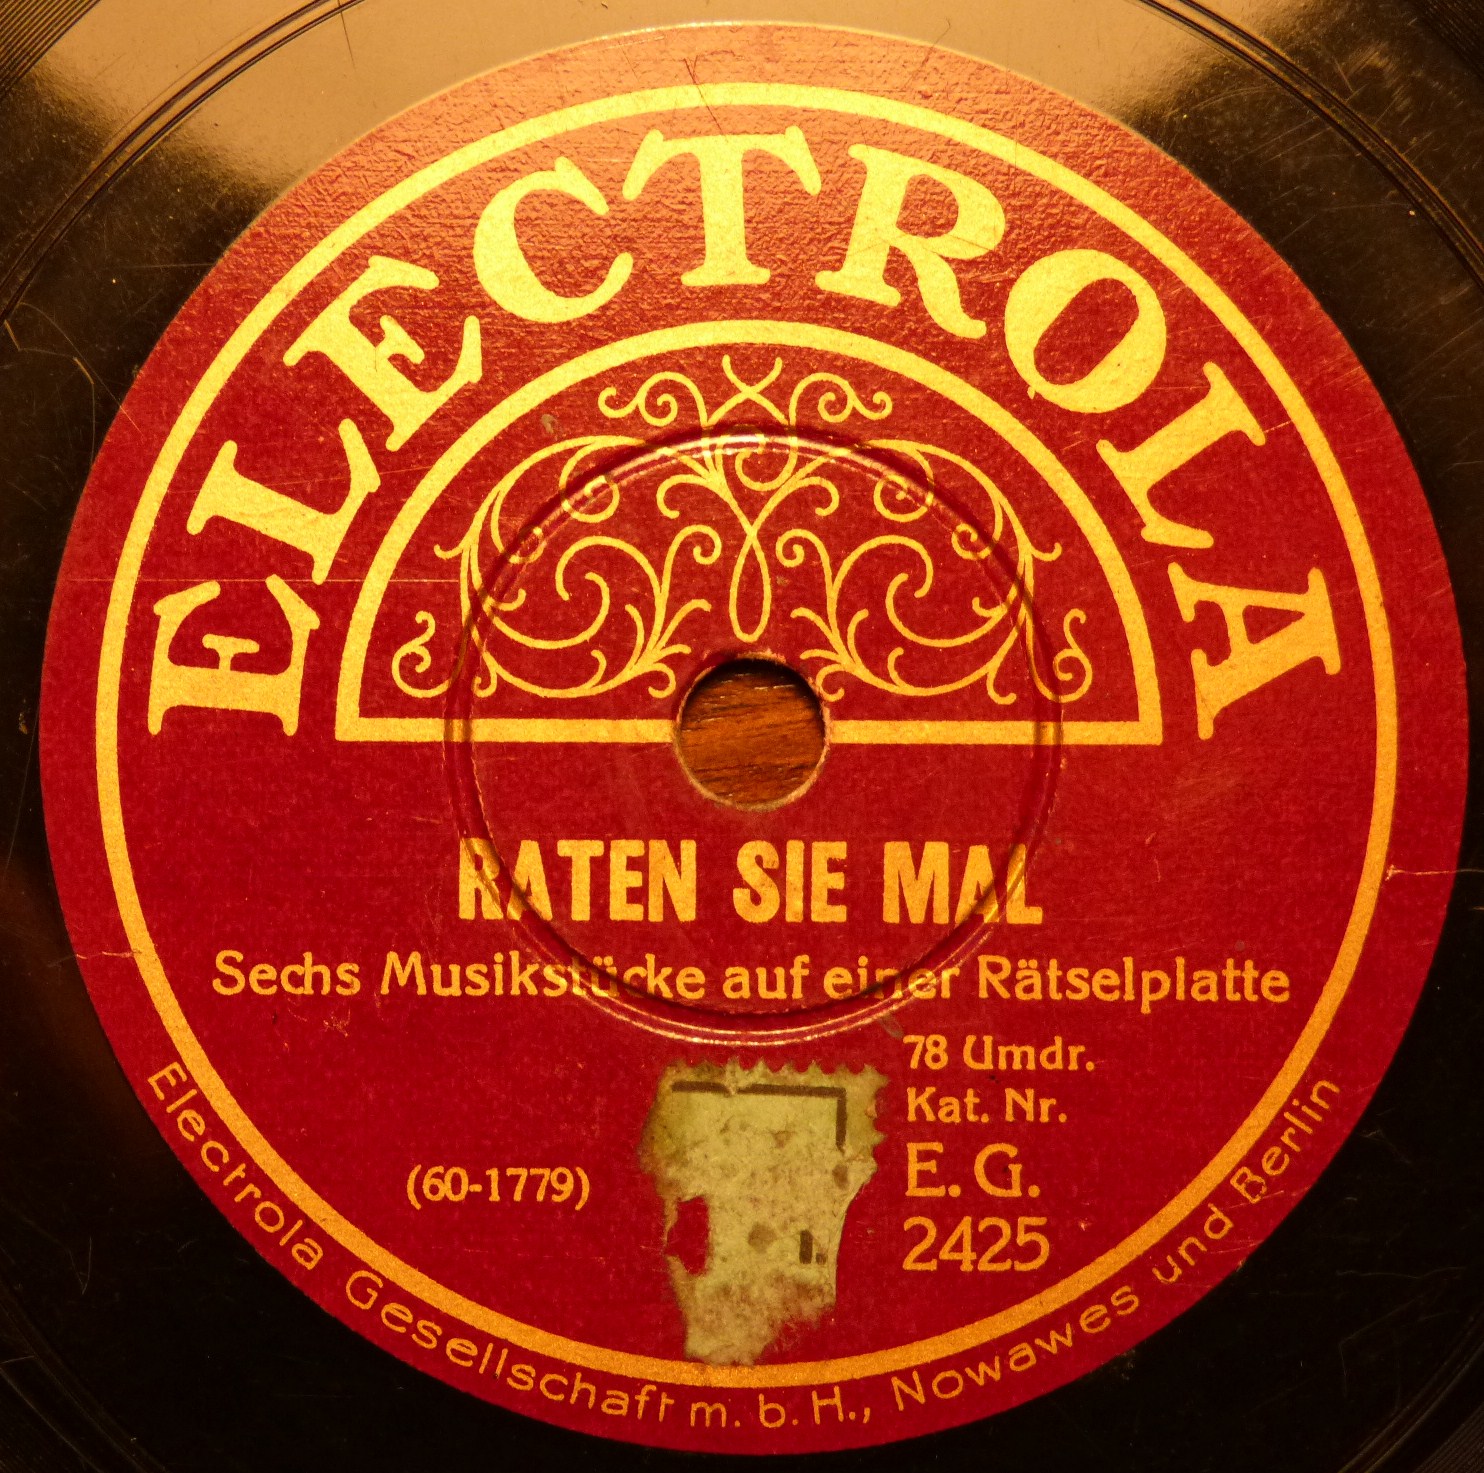 ELECTROLA
RATEN SIE MAL
Sechs Musikstücke auf einer Rätselplatte
78 Umdr.
Kat. Nr.
(60-1779)
E. G.
2425
Electrola Gesellschaft m. b. H., Nowawes und Berlin